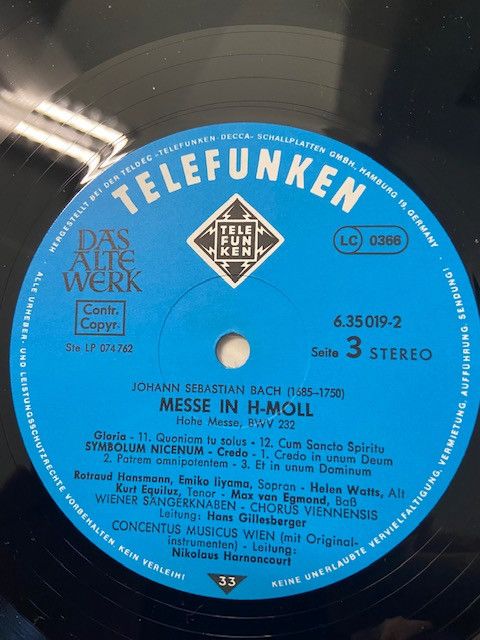 HERGESTELLT BEI DER TELDEC »TELEFUNKEN-DECCA« SCHALLPLATTEN GMBH, HAMBURG 19, GERMANY
TELEFUNKEN
TELE
FUN
KEN
DAS
ALTE
WERK
LC 0366
Contr.
Copyr.
Ste LP 074 762
6.35 019-2
Seite 3 STEREO
JOHANN SEBASTIAN BACH (1685-1750)
MESSE IN H-MOLL
Hohe Messe, BWV 232
Gloria - 11. Quoniam tu solus - 12. Cum Sancto Spiritu
SYMBOLUM NICENUM - Credo - 1. Credo in unum Deum
2. Patrem omnipotentem - 3. Et in unum Dominum
Rotraud Hansmann, Emiko Iiyama, Sopran - Helen Watts, Alt
Kurt Equiluz, Tenor - Max van Egmond, Baß
WIENER SÄNGERKNABEN - CHORUS VIENNENSIS
Leitung: Hans Gillesberger
CONCENTUS MUSICUS WIEN (mit Original-
instrumenten) - Leitung:
Nikolaus Harnoncourt
33
ALLE URHEBER- UND LEISTUNGSSCHUTZRECHTE VORBEHALTEN KEIN VERLEIH!
KEINE UNERLAUBTE VERVIELFÄLTIGUNG, VERMIETUNG, AUFFÜHRUNG, SENDUNG!